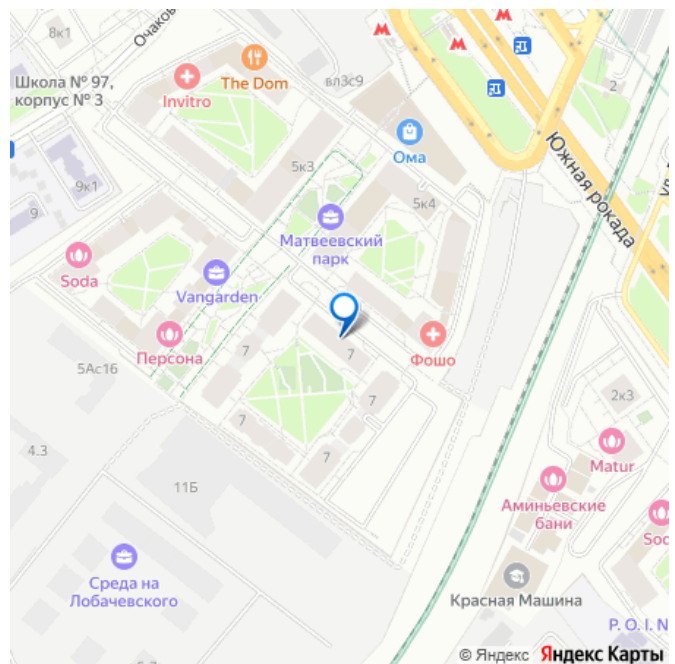 8к1
Очаков
The Dom
вл3с9
2
Школа № 97,
корпус № 3
Invitro
Ома
Южная рокада
5к3
9к1
9
5к4
Матвеевский
парк
Soda
Vangarden
Персона
7
7
Фошо
5Ас16
7
7
7
2к3
4.3
11Б
Matur
Аминьевские
бани
Soc
Среда на
Лобачевского
Красная Машина
P. O. I. N
© Яндекс Яндекс Карты